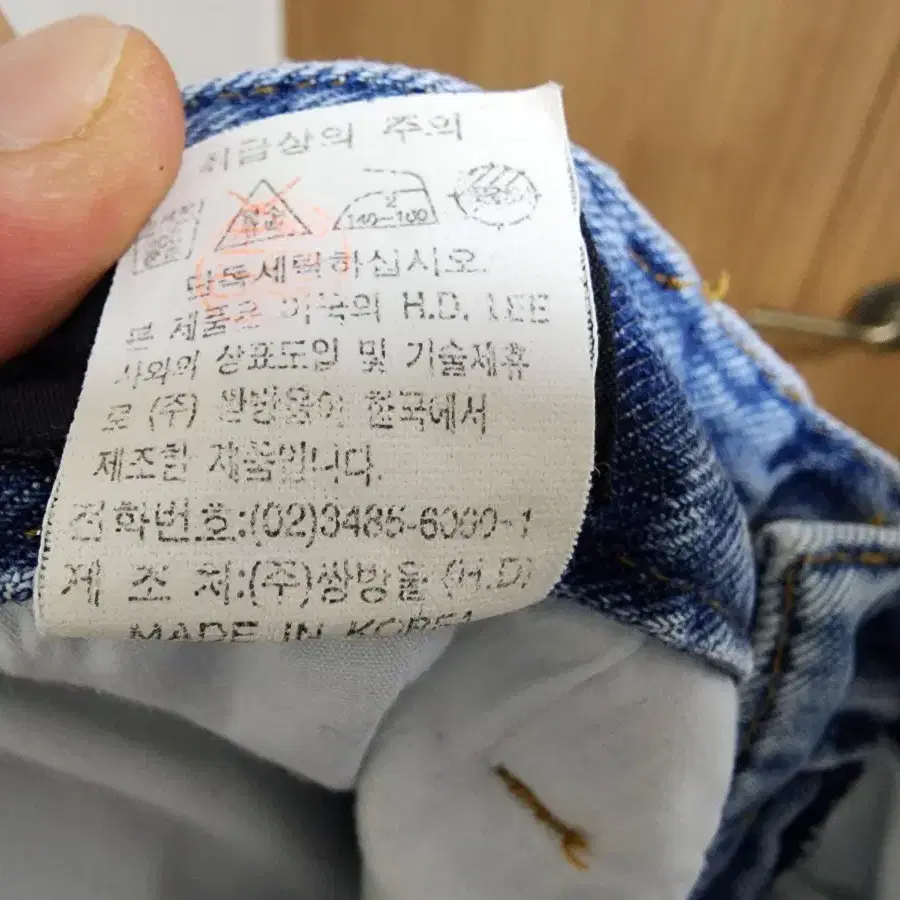 취급상의 주의
140-160
단독세탁하십시오.
본 제품은 미국의 H.D. LEE
사와의 상표도입 및 기술제휴
로 (주) 쌍방울이 한국에서
제조한 제품입니다.
전화번호:(02)3485-6090-1
제 조 처:(주)쌍방울 (H.D)
MADE IN KOREA